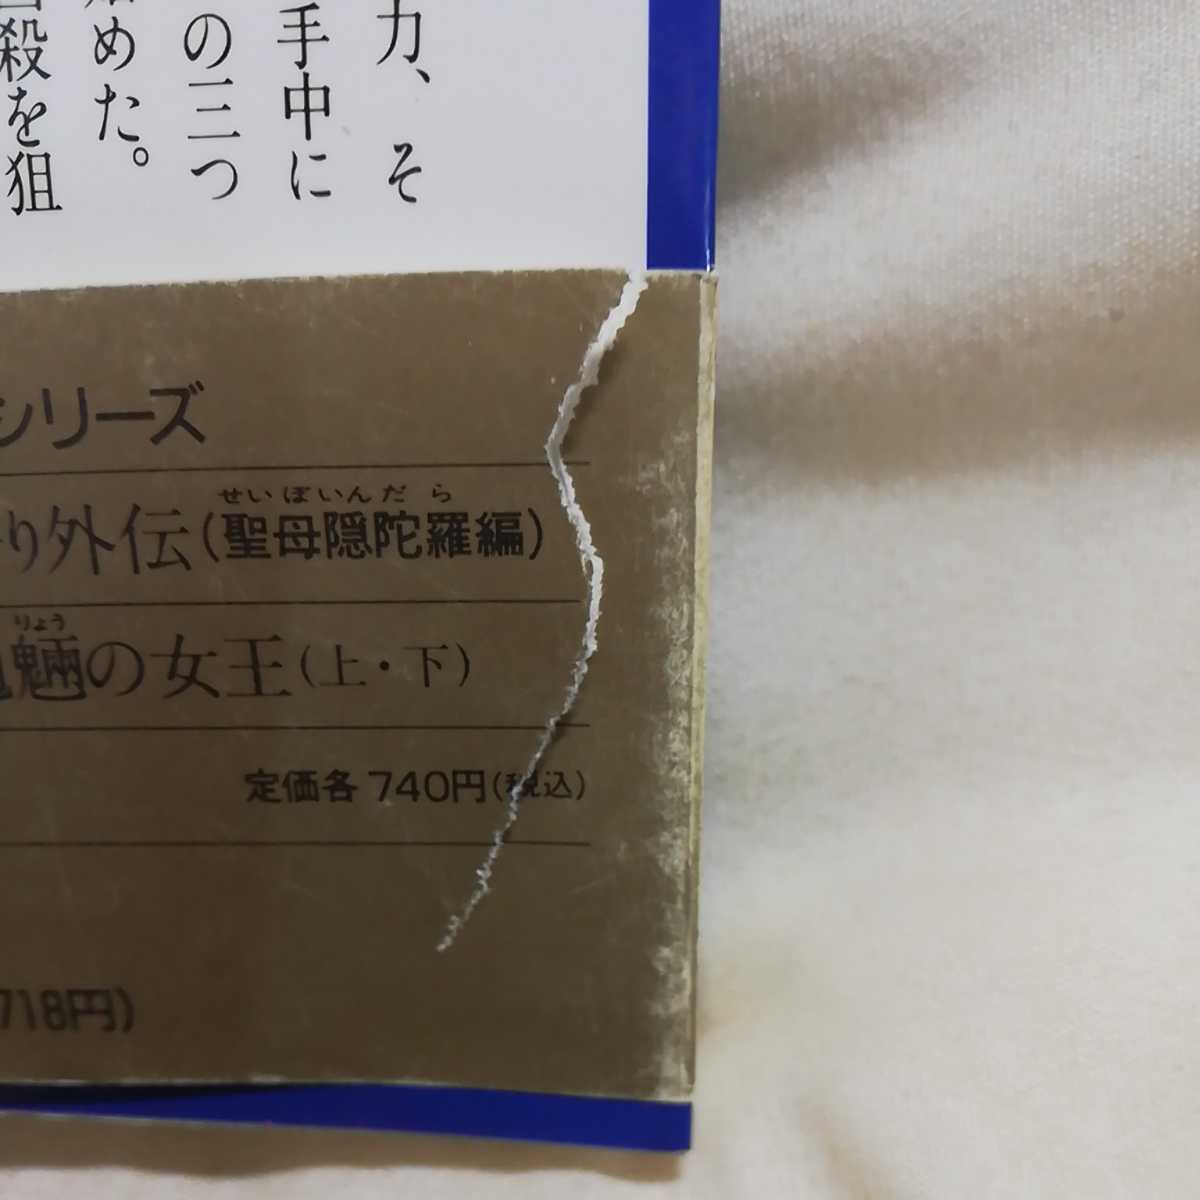 力、そ
手中に
の三つ
始めた。
自殺を狙
シリーズ
せいぼいんだら
り外伝(聖母隠陀羅編)
りょう
魎の女王(上・下)
定価各740円(税込)
718円)